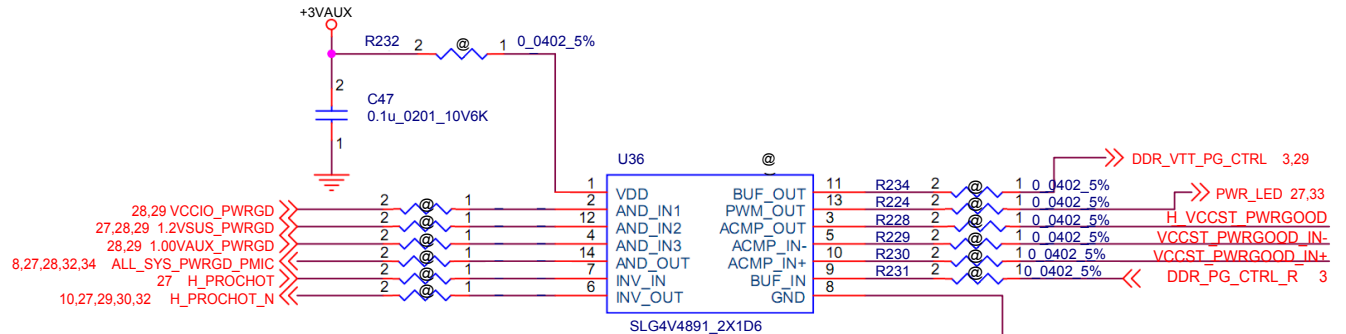 +3VAUX
R232 2 @ 1 0_0402_5%
2
C47
0.1u_0201_10V6K
1
U36 @
DDR_VTT_PG_CTRL 3,29
1 VDD BUF_OUT 11 R234 2 @ 1 0_0402_5%
PWR_LED 27,33
28,29 VCCIO_PWRGD 2 @ 1 2 AND_IN1 PWM_OUT 13 R224 2 @ 1 0_0402_5%
27,28,29 1.2VSUS_PWRGD 2 @ 1 12 AND_IN2 ACMP_OUT 3 R228 2 @ 1 0_0402_5% H_VCCST_PWRGOOD
28,29 1.00VAUX_PWRGD 2 @ 1 4 AND_IN3 ACMP_IN- 5 R229 2 @ 1 0_0402_5% VCCST_PWRGOOD_IN-
8,27,28,32,34 ALL_SYS_PWRGD_PMIC 2 @ 1 14 AND_OUT ACMP_IN+ 10 R230 2 @ 1 0_0402_5% VCCST_PWRGOOD_IN+
27 H_PROCHOT 2 @ 1 7 INV_IN BUF_IN 9 R231 2 @ 1 0_0402_5% DDR_PG_CTRL_R 3
10,27,29,30,32 H_PROCHOT_N 2 @ 1 6 INV_OUT GND 8
SLG4V4891_2X1D6